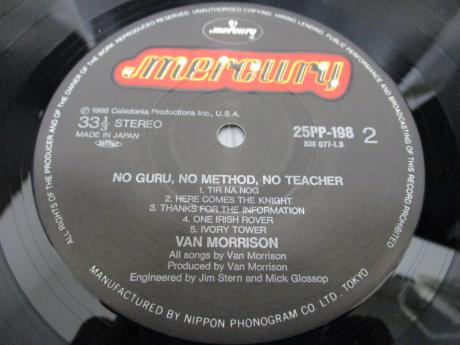 mercury
mercury
℗ 1986 Caledonia Productions Inc., U.S.A.
33 1/3 STEREO
MADE IN JAPAN
25PP-198 2
830 077-1.B
NO GURU, NO METHOD, NO TEACHER
1. TIR NA NOG
2. HERE COMES THE KNIGHT
3. THANKS FOR THE INFORMATION
4. ONE IRISH ROVER
5. IVORY TOWER
VAN MORRISON
All songs by Van Morrison
Produced by Van Morrison
Engineered by Jim Stern and Mick Glossop
MANUFACTURED BY NIPPON PHONOGRAM CO. LTD., TOKYO
ALL RIGHTS OF THE PRODUCER AND OF THE OWNER OF THE WORK REPRODUCED RESERVED. UNAUTHORISED COPYING, HIRING, LENDING, PUBLIC PERFORMANCE AND BROADCASTING OF THIS RECORD PROHIBITED